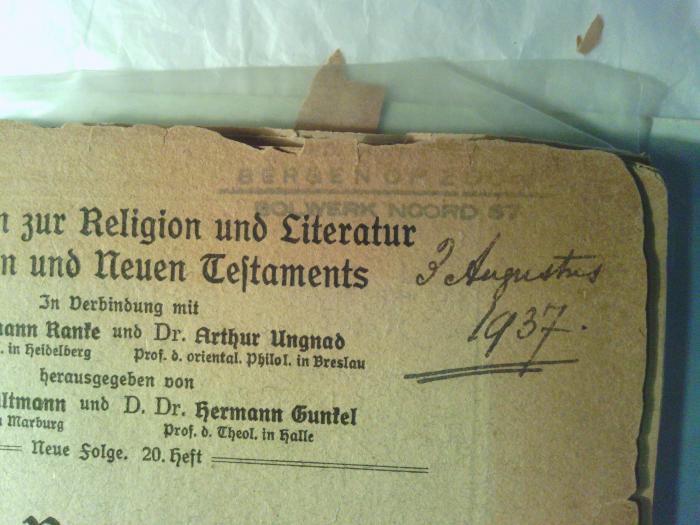 BERGEN OP ZOOM
BOLWERK NOORD 57
n zur Religion und Literatur
n und Neuen Testaments
3 Augustus
1937.
In Verbindung mit
mann Ranke und Dr. Arthur Ungnad
. in Heidelberg Prof. d. oriental. Philol. in Breslau
herausgegeben von
ltmann und D. Dr. Hermann Gunkel
Marburg Prof. d. Theol. in Halle
Neue Folge. 20. Heft